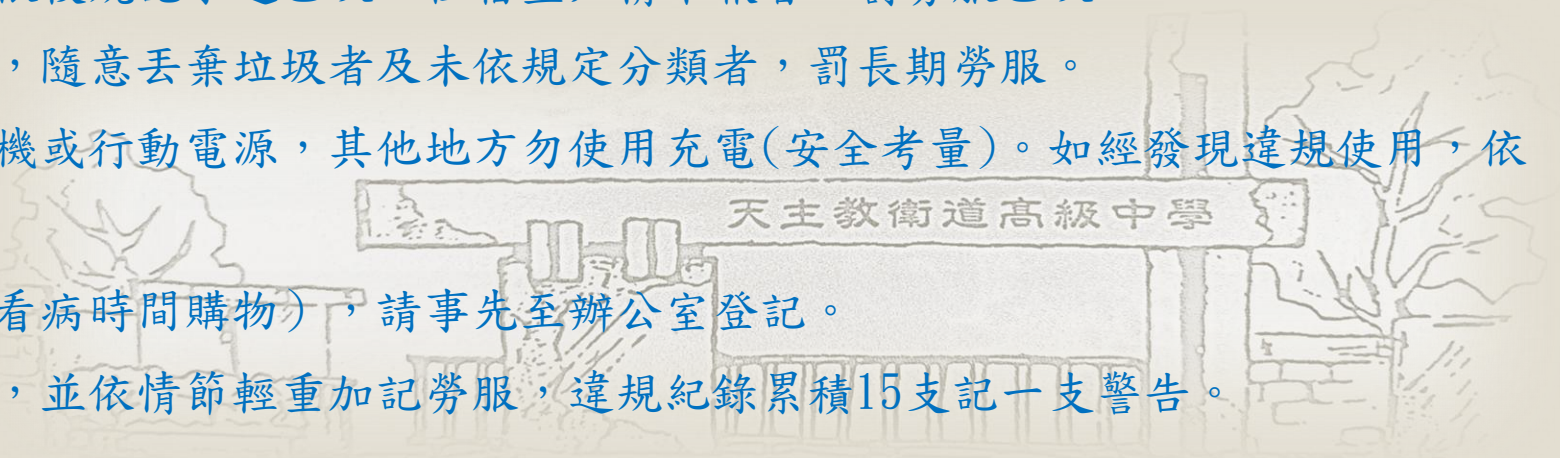 ,隨意丟棄垃圾者及未依規定分類者,罰長期勞服。
機或行動電源,其他地方勿使用充電(安全考量)。如經發現違規使用,依
天主教衛道高級中學
看病時間購物),請事先至辦公室登記。
,並依情節輕重加記勞服,違規紀錄累積15支記一支警告。